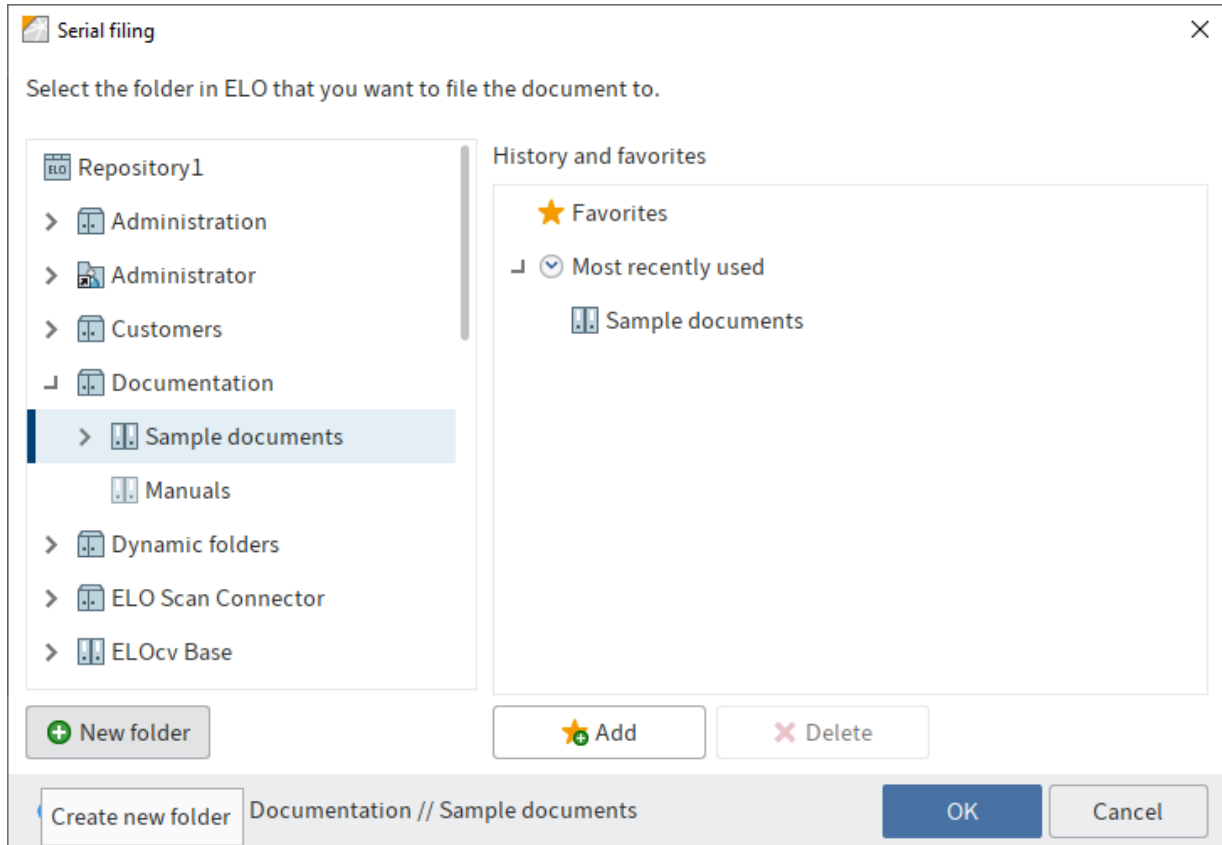 Serial filing
Select the folder in ELO that you want to file the document to.
ELO Repository1
Administration
Administrator
Customers
Documentation
Sample documents
Manuals
Dynamic folders
ELO Scan Connector
ELOcv Base
New folder
History and favorites
Favorites
Most recently used
Sample documents
Add
Delete
Create new folder
Documentation // Sample documents
OK
Cancel